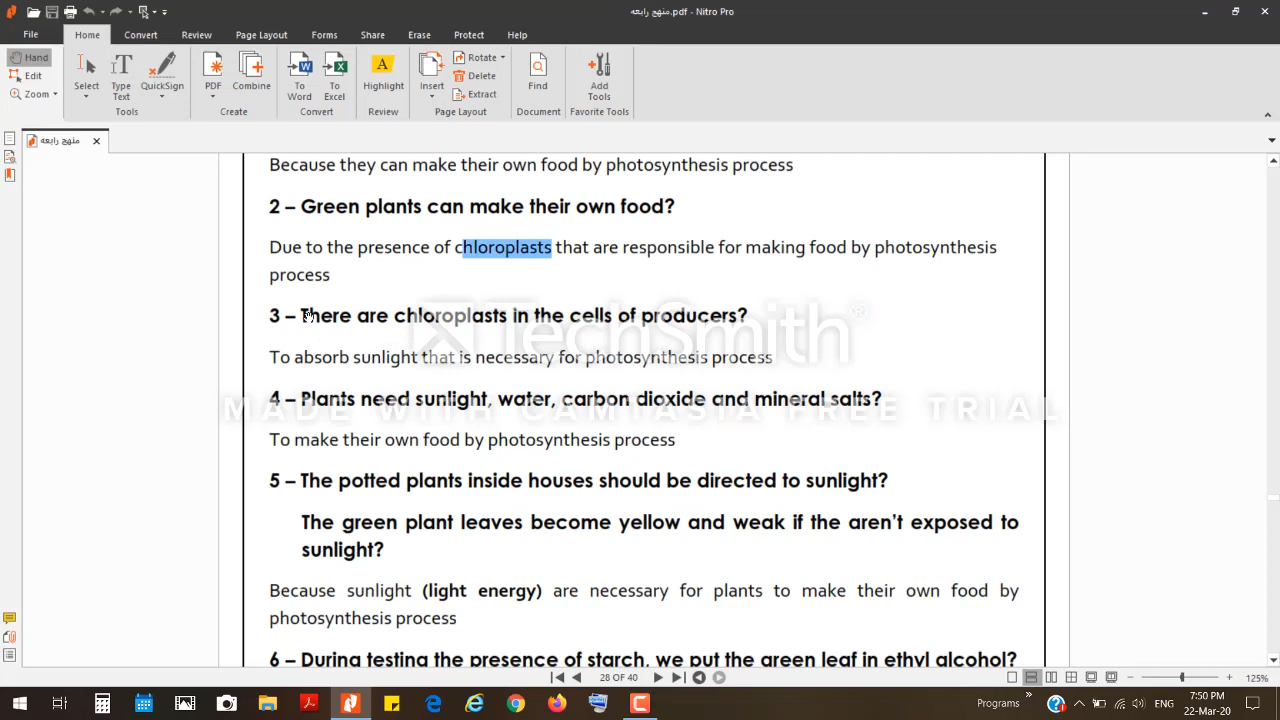 منهج رابعه.pdf - Nitro Pro
File Home Convert Review Page Layout Forms Share Erase Protect Help
Hand
Edit
Zoom
Select
Type Text
QuickSign
Tools
PDF
Combine
Create
To Word
To Excel
Convert
Highlight
Review
Insert
Rotate
Delete
Extract
Page Layout
Find
Document
Add Tools
Favorite Tools
منهج رابعه
Because they can make their own food by photosynthesis process
2 – Green plants can make their own food?
Due to the presence of chloroplasts that are responsible for making food by photosynthesis
process
3 – There are chloroplasts in the cells of producers?
To absorb sunlight that is necessary for photosynthesis process
4 – Plants need sunlight, water, carbon dioxide and mineral salts?
To make their own food by photosynthesis process
5 – The potted plants inside houses should be directed to sunlight?
The green plant leaves become yellow and weak if the aren't exposed to
sunlight?
Because sunlight (light energy) are necessary for plants to make their own food by
photosynthesis process
6 – During testing the presence of starch, we put the green leaf in ethyl alcohol?
TechSmith®
MADE WITH CAMTASIA FREE TRIAL
28 OF 40
125%
Programs
7:50 PM
22-Mar-20